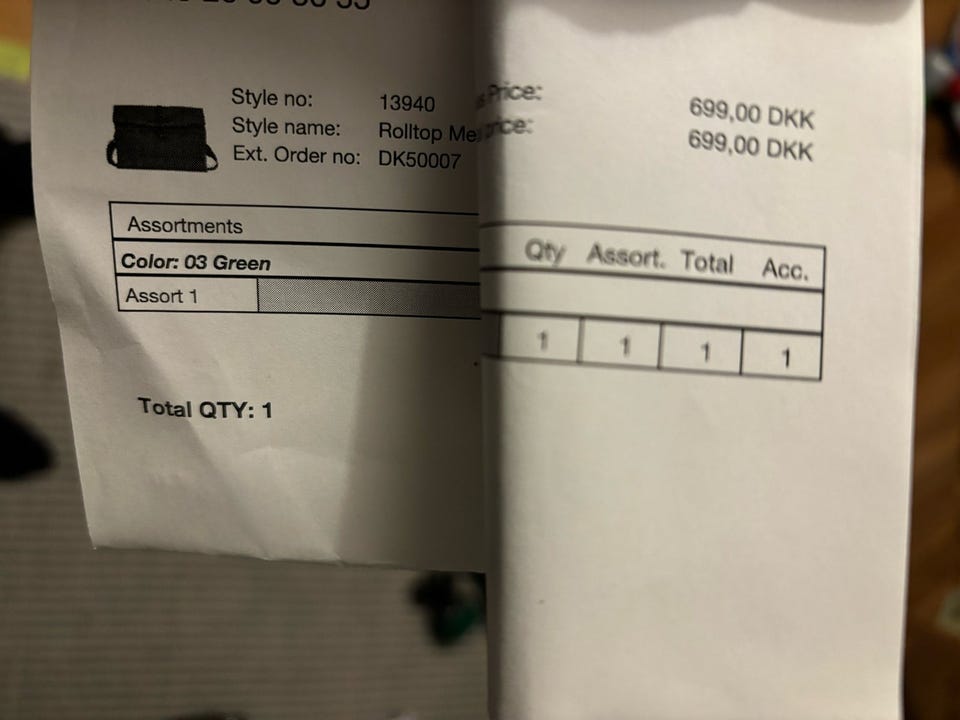 Style no: 13940
Style name: Rolltop
Ext. Order no: DK50007
Price: 699,00 DKK
price: 699,00 DKK
Assortments Qty Assort. Total Acc.
Color: 03 Green
Assort 1 1 1 1 1
Total QTY: 1